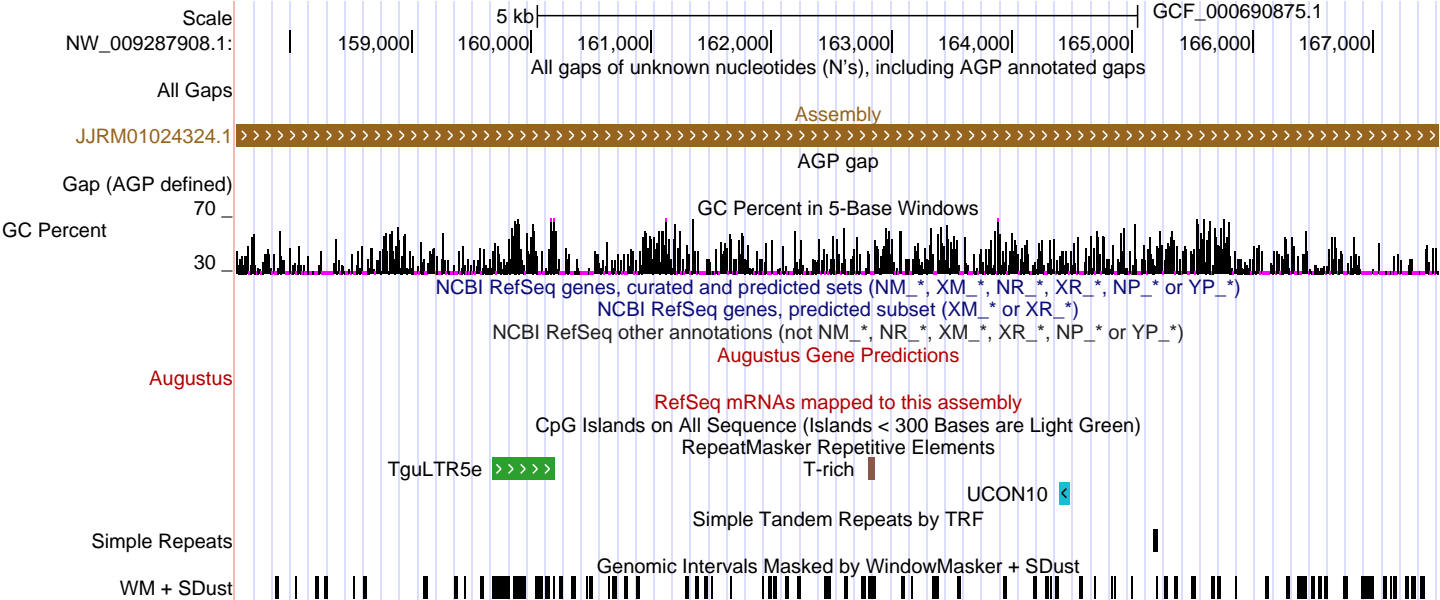 Scale 5 kb GCF_000690875.1
NW_009287908.1: 159,000 160,000 161,000 162,000 163,000 164,000 165,000 166,000 167,000
All gaps of unknown nucleotides (N's), including AGP annotated gaps
All Gaps
Assembly
JJRM01024324.1
AGP gap
Gap (AGP defined)
GC Percent in 5-Base Windows
70 _
GC Percent
30 _
NCBI RefSeq genes, curated and predicted sets (NM_*, XM_*, NR_*, XR_*, NP_* or YP_*)
NCBI RefSeq genes, predicted subset (XM_* or XR_*)
NCBI RefSeq other annotations (not NM_*, NR_*, XM_*, XR_*, NP_* or YP_*)
Augustus Gene Predictions
Augustus
RefSeq mRNAs mapped to this assembly
CpG Islands on All Sequence (Islands < 300 Bases are Light Green)
RepeatMasker Repetitive Elements
TguLTR5e T-rich
UCON10
Simple Tandem Repeats by TRF
Simple Repeats
Genomic Intervals Masked by WindowMasker + SDust
WM + SDust